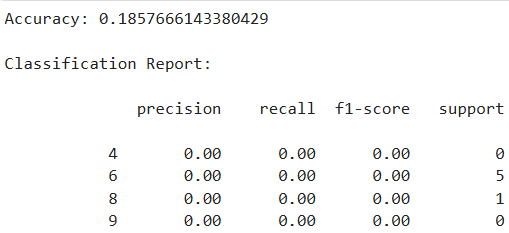 Accuracy: 0.1857666143380429
Classification Report:
precision recall f1-score support
4 0.00 0.00 0.00 0
6 0.00 0.00 0.00 5
8 0.00 0.00 0.00 1
9 0.00 0.00 0.00 0